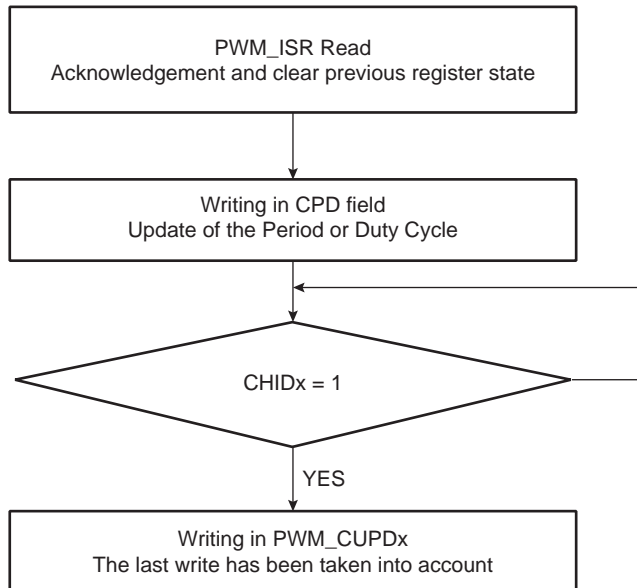 PWM_ISR Read
Acknowledgement and clear previous register state
Writing in CPD field
Update of the Period or Duty Cycle
CHIDx = 1
YES
Writing in PWM_CUPDx
The last write has been taken into account